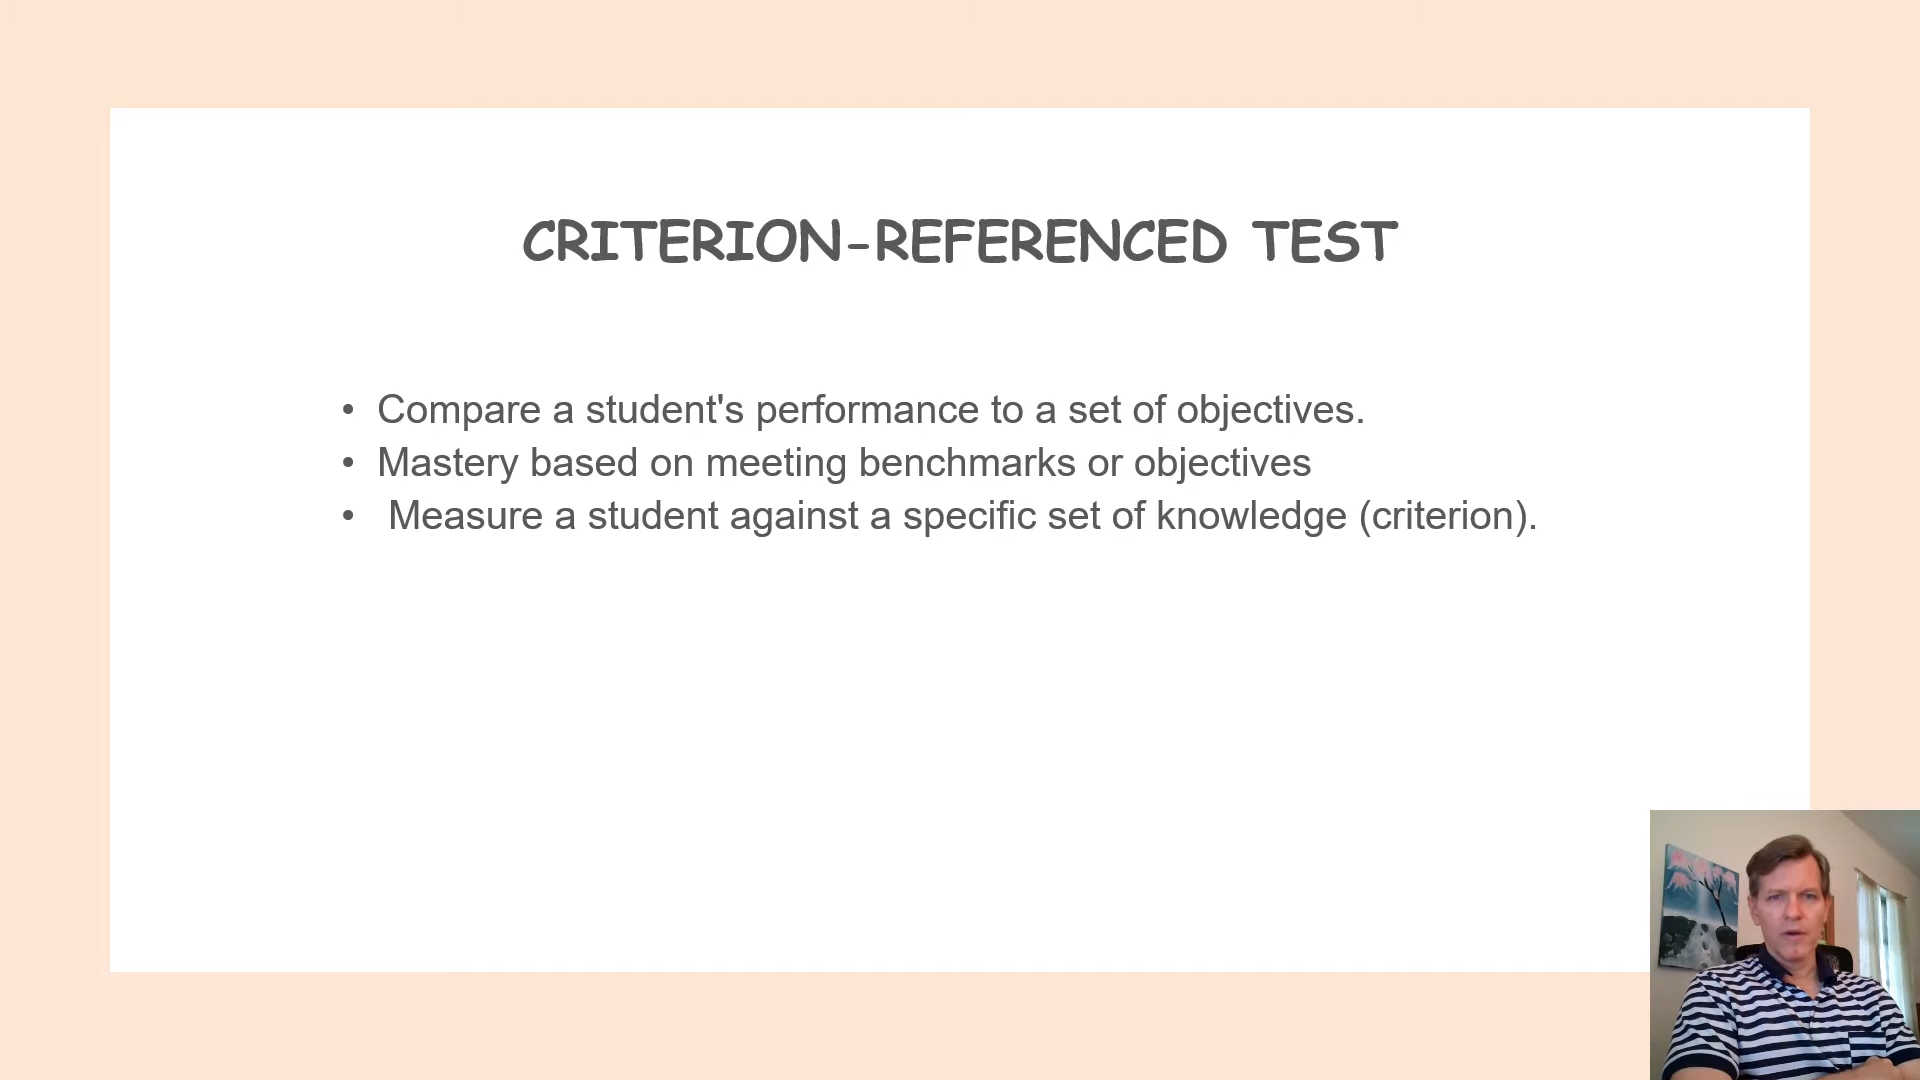 CRITERION-REFERENCED TEST
• Compare a student's performance to a set of objectives.
• Mastery based on meeting benchmarks or objectives
• Measure a student against a specific set of knowledge (criterion).